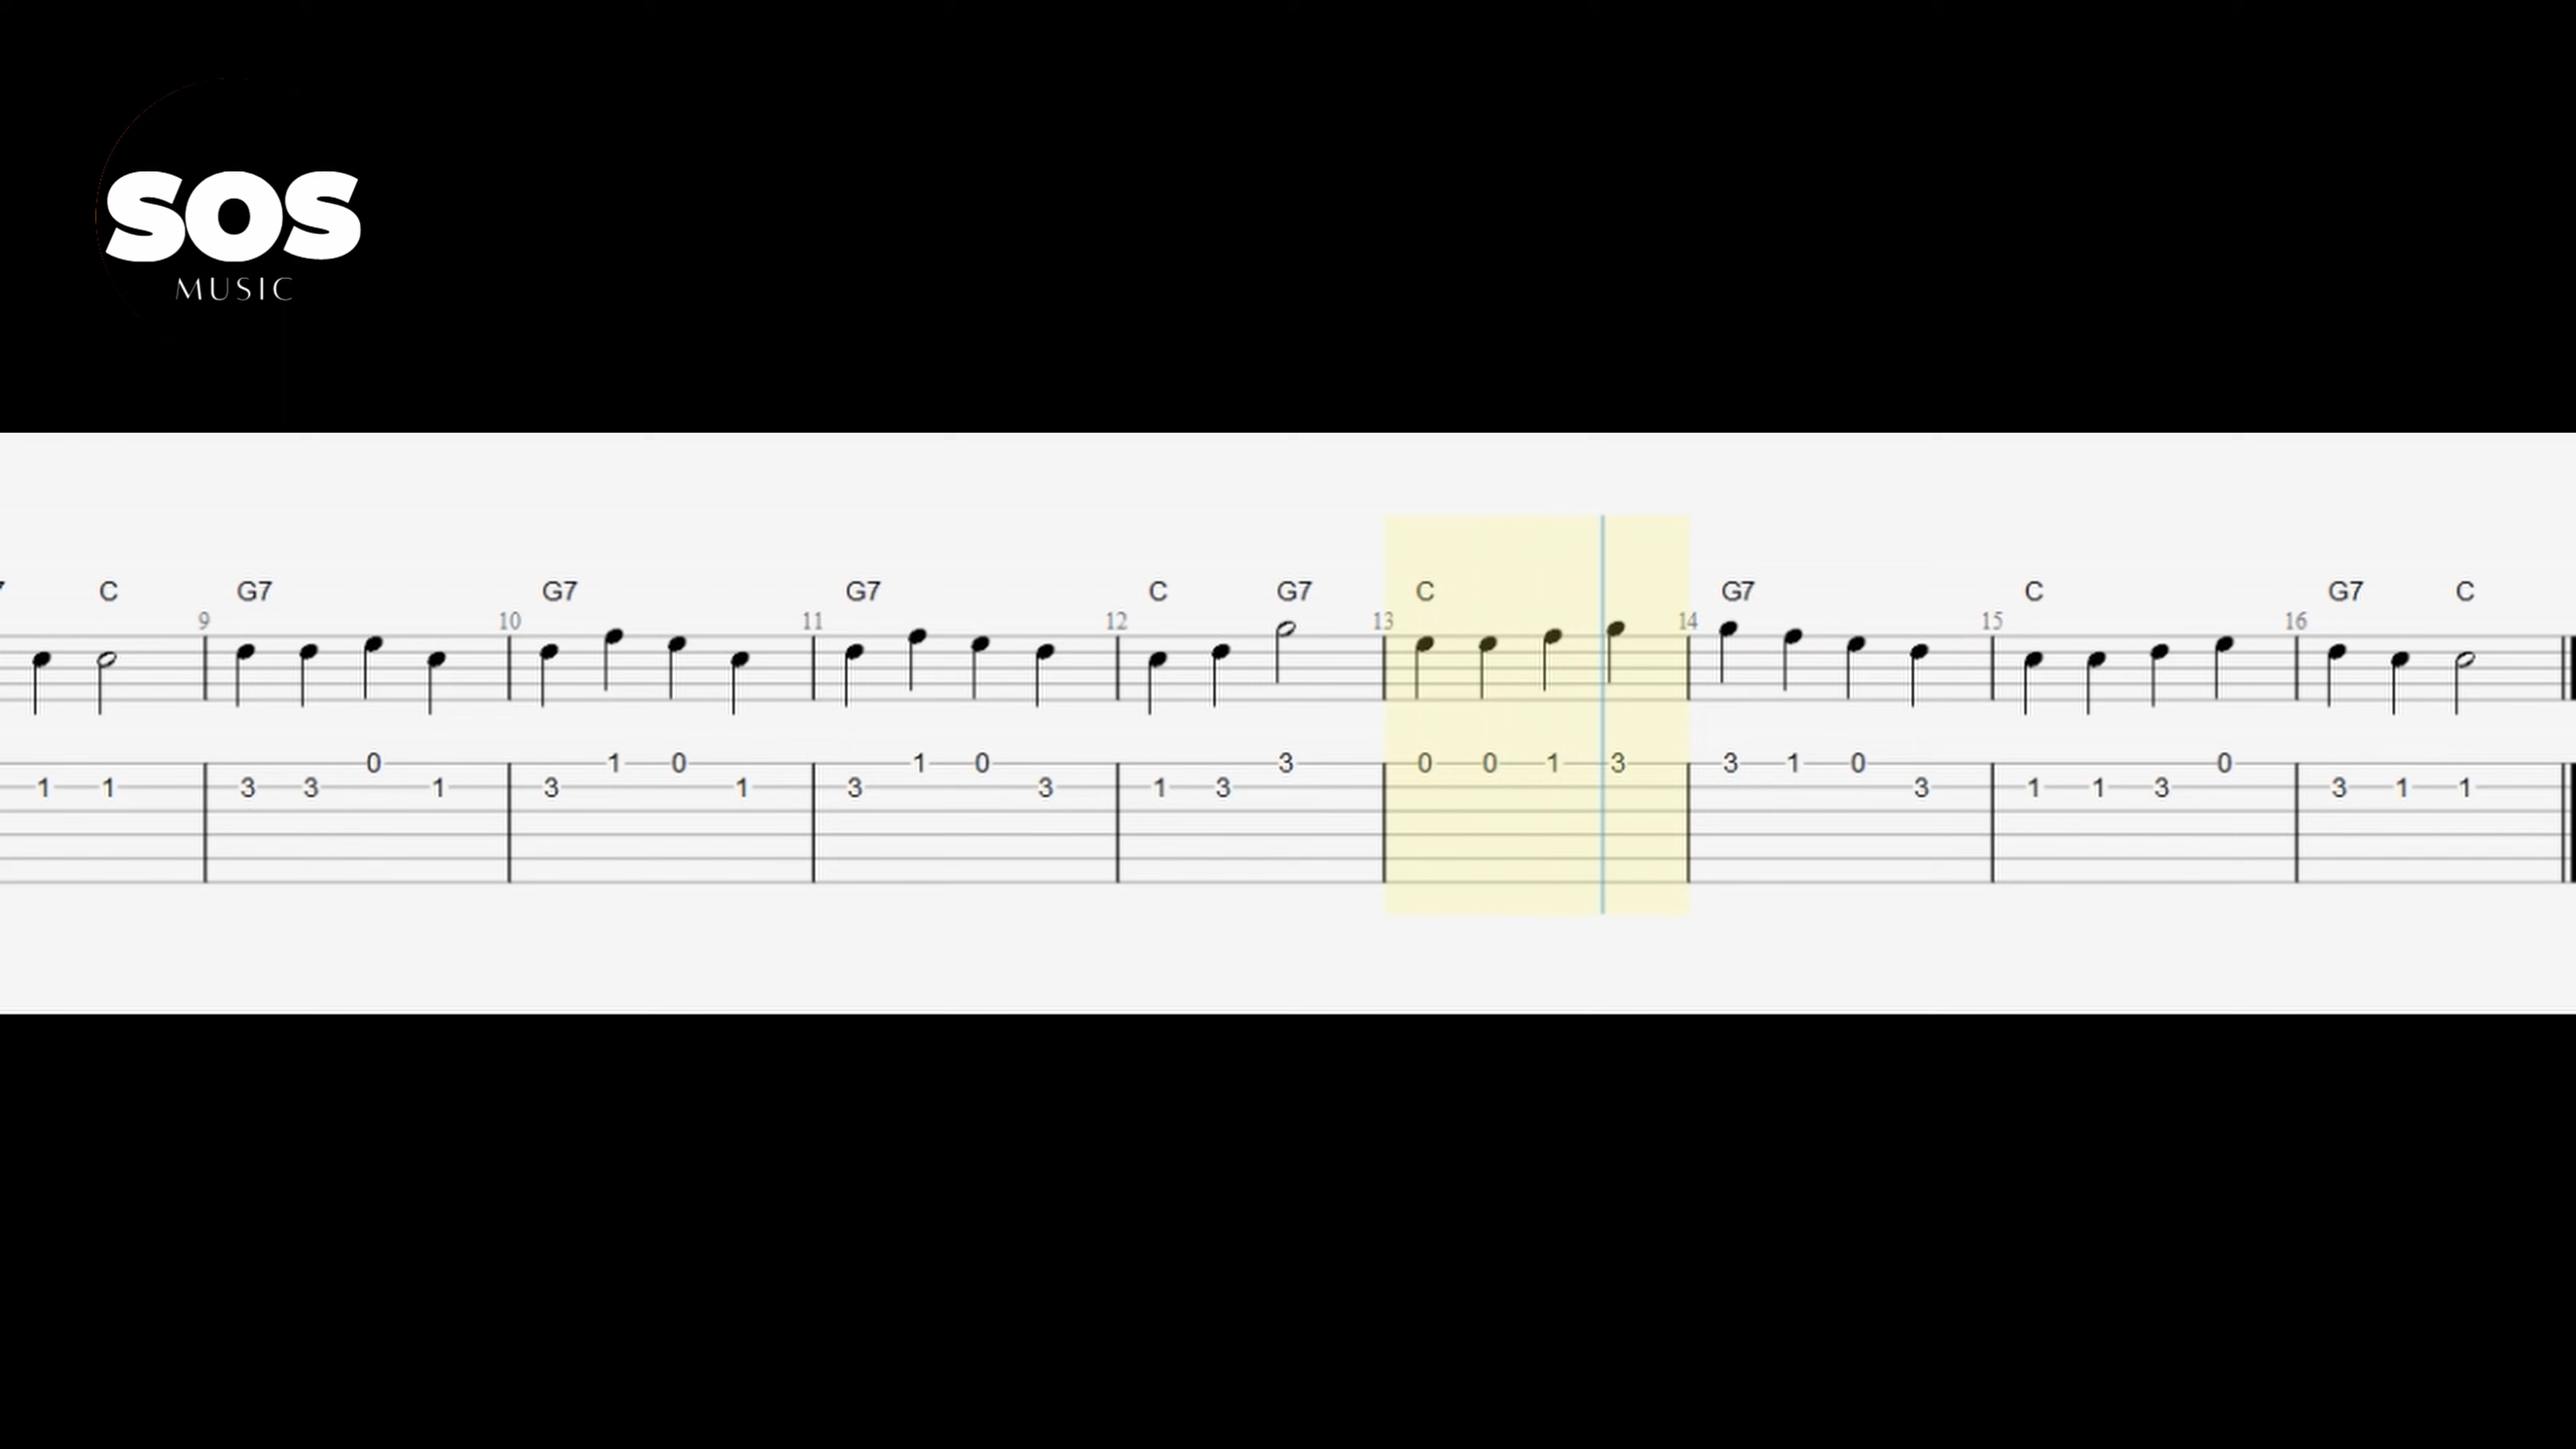 SOS
MUSIC
C G7 G7 G7 C G7 C G7 C G7 C
9 10 11 12 13 14 15 16
0 1 0 1 0 3 0 0 1 3 3 1 0 0
1 1 3 3 1 3 1 3 3 1 3 3 1 1 3 3 1 1